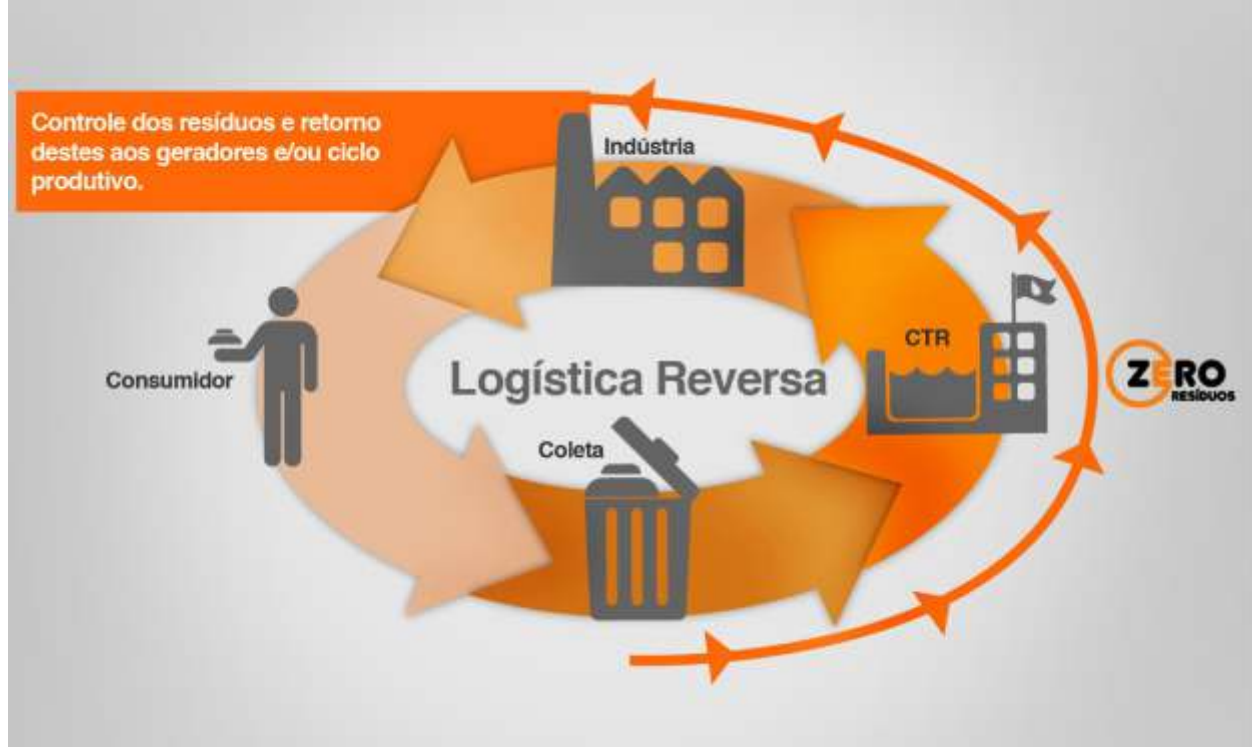 Controle dos resíduos e retorno
destes aos geradores e/ou ciclo
produtivo.
Indústria
CTR
Consumidor
Logística Reversa
ZERO
RESÍDUOS
Coleta